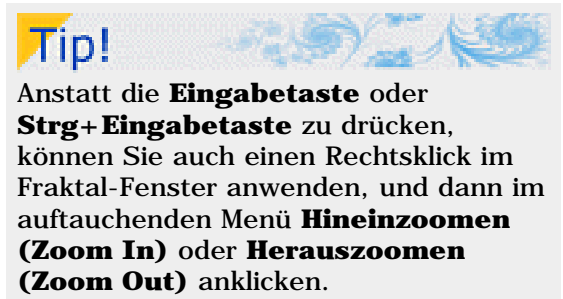 Tip!
Anstatt die Eingabetaste oder
Strg+Eingabetaste zu drücken,
können Sie auch einen Rechtsklick im
Fraktal-Fenster anwenden, und dann im
auftauchenden Menü Hineinzoomen
(Zoom In) oder Herauszoomen
(Zoom Out) anklicken.